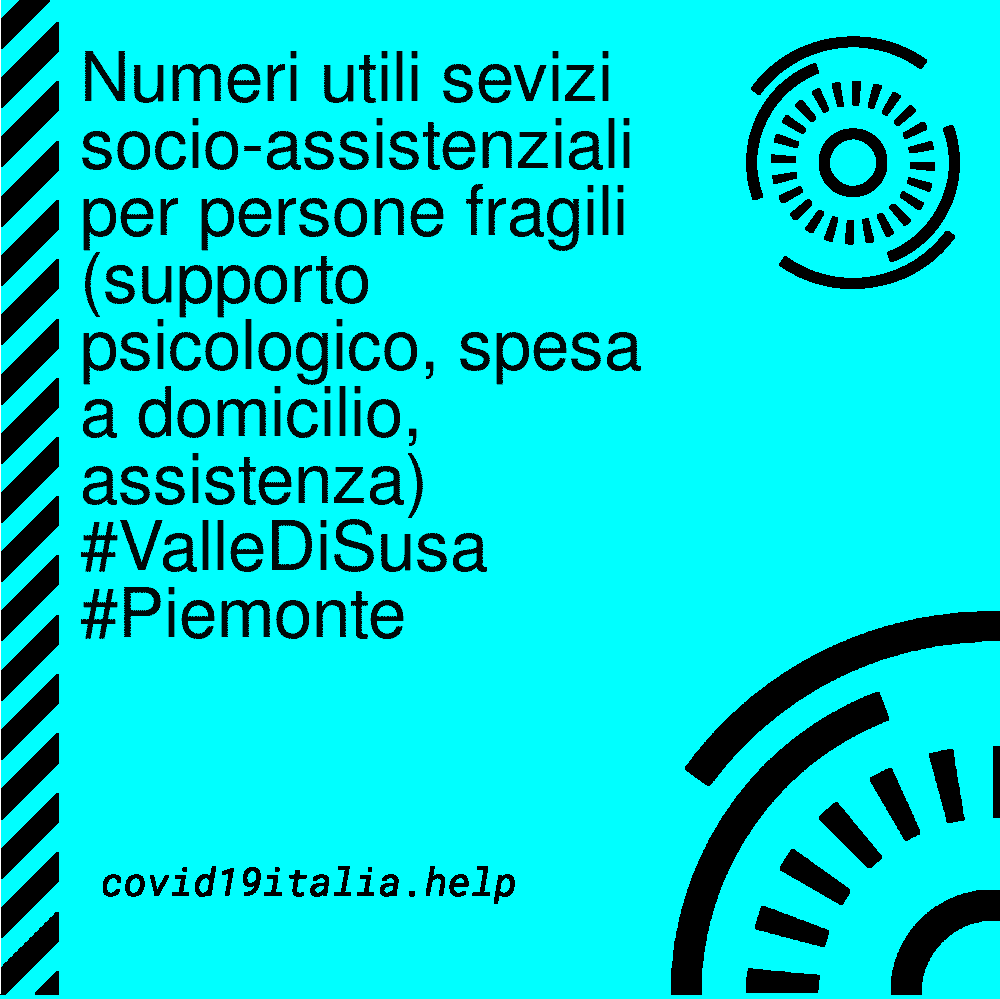 Numeri utili sevizi
socio-assistenziali
per persone fragili
(supporto
psicologico, spesa
a domicilio,
assistenza)
#ValleDiSusa
#Piemonte
covid19italia.help